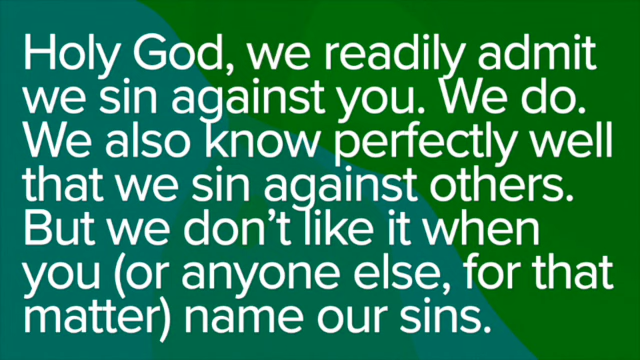 Holy God, we readily admit
we sin against you. We do.
We also know perfectly well
that we sin against others.
But we don’t like it when
you (or anyone else, for that
matter) name our sins.